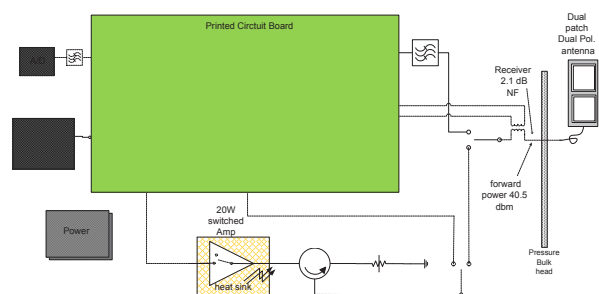 Printed Circtuit Board
A/D
Dual
patch
Dual Pol.
antenna
Receiver
2.1 dB
NF
forward
power 40.5
dbm
Pressure
Bulk
head
Power
20W
switched
Amp
heat sink